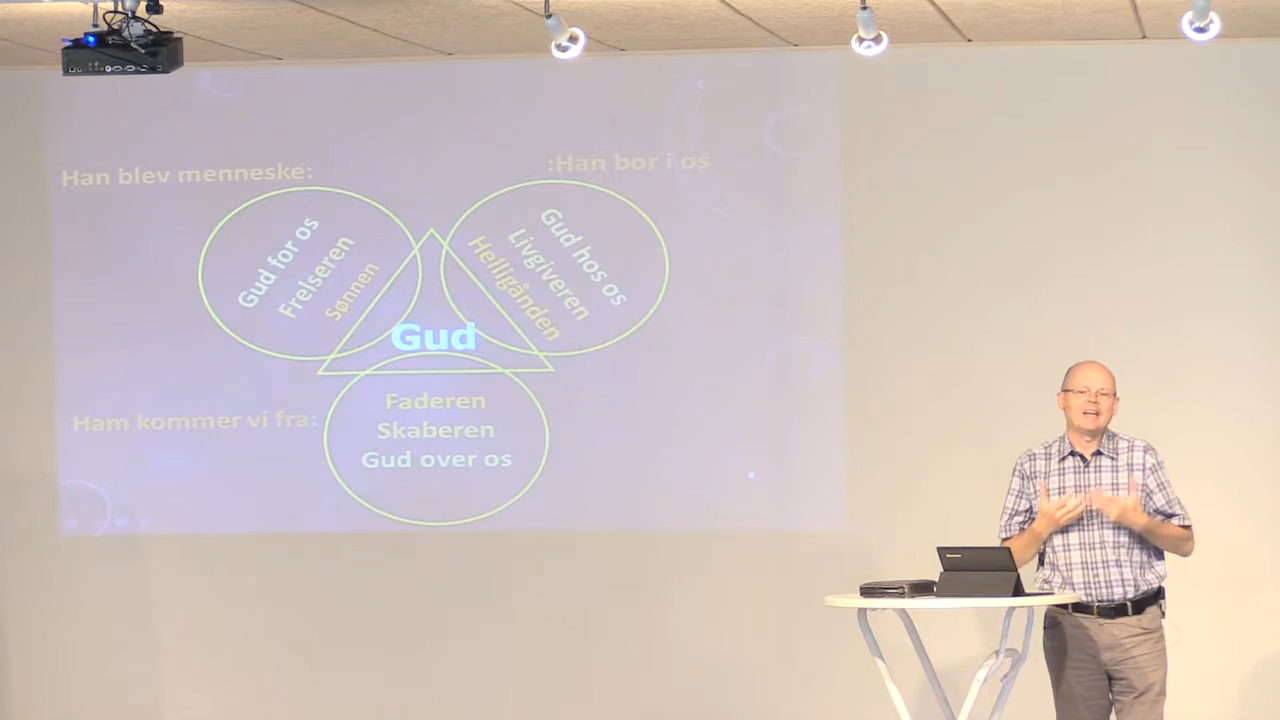 Han blev menneske:
:Han bor i os
Gud for os
Frelseren
Sønnen
Gud hos os
Livgiveren
Helligånden
Gud
Ham kommer vi fra:
Faderen
Skaberen
Gud over os